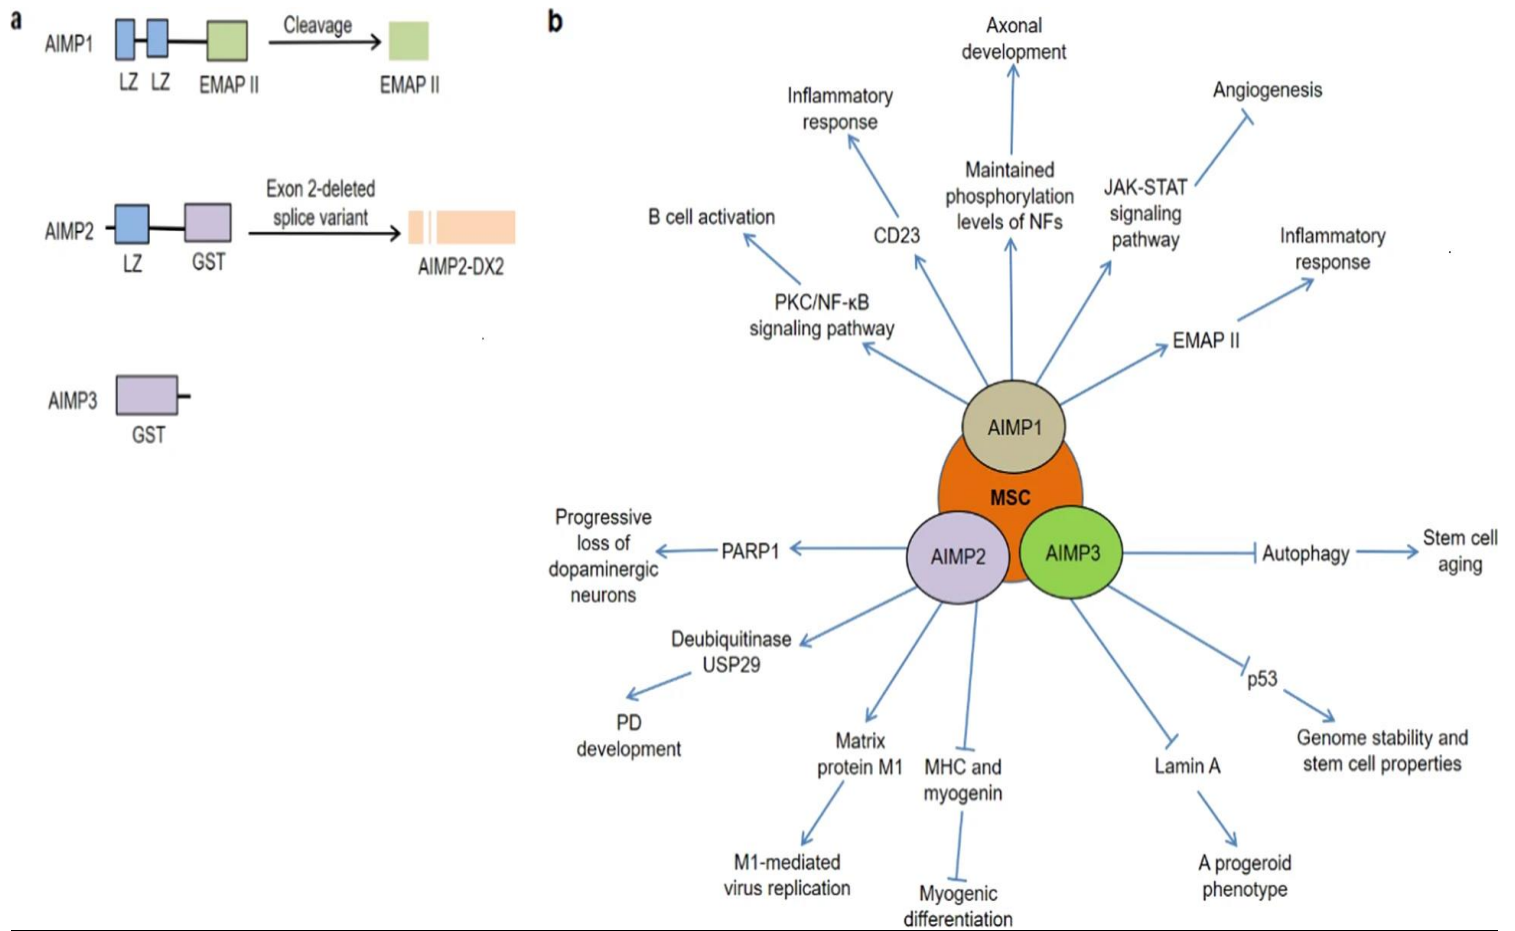 a
AIMP1
LZ
LZ
EMAP II
Cleavage
EMAP II
AIMP2
LZ
GST
Exon 2-deleted
splice variant
AIMP2-DX2
AIMP3
GST
b
Axonal
development
Inflammatory
response
Angiogenesis
Maintained
phosphorylation
levels of NFs
JAK-STAT
signaling
pathway
B cell activation
CD23
Inflammatory
response
PKC/NF-κB
signaling pathway
EMAP II
AIMP1
MSC
AIMP2
AIMP3
Progressive
loss of
dopaminergic
neurons
PARP1
Autophagy
Stem cell
aging
Deubiquitinase
USP29
PD
development
p53
Genome stability and
stem cell properties
Matrix
protein M1
MHC and
myogenin
Lamin A
M1-mediated
virus replication
Myogenic
differentiation
A progeroid
phenotype